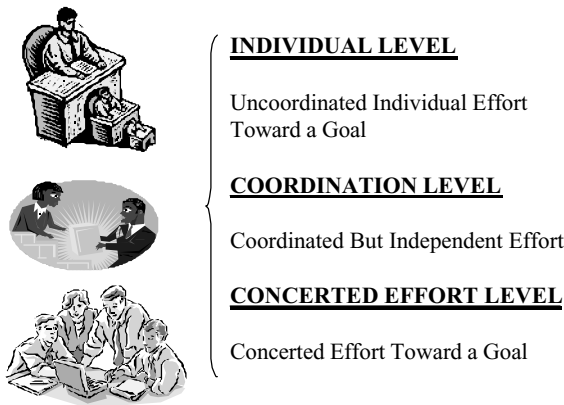 INDIVIDUAL LEVEL
Uncoordinated Individual Effort
Toward a Goal
COORDINATION LEVEL
Coordinated But Independent Effort
CONCERTED EFFORT LEVEL
Concerted Effort Toward a Goal